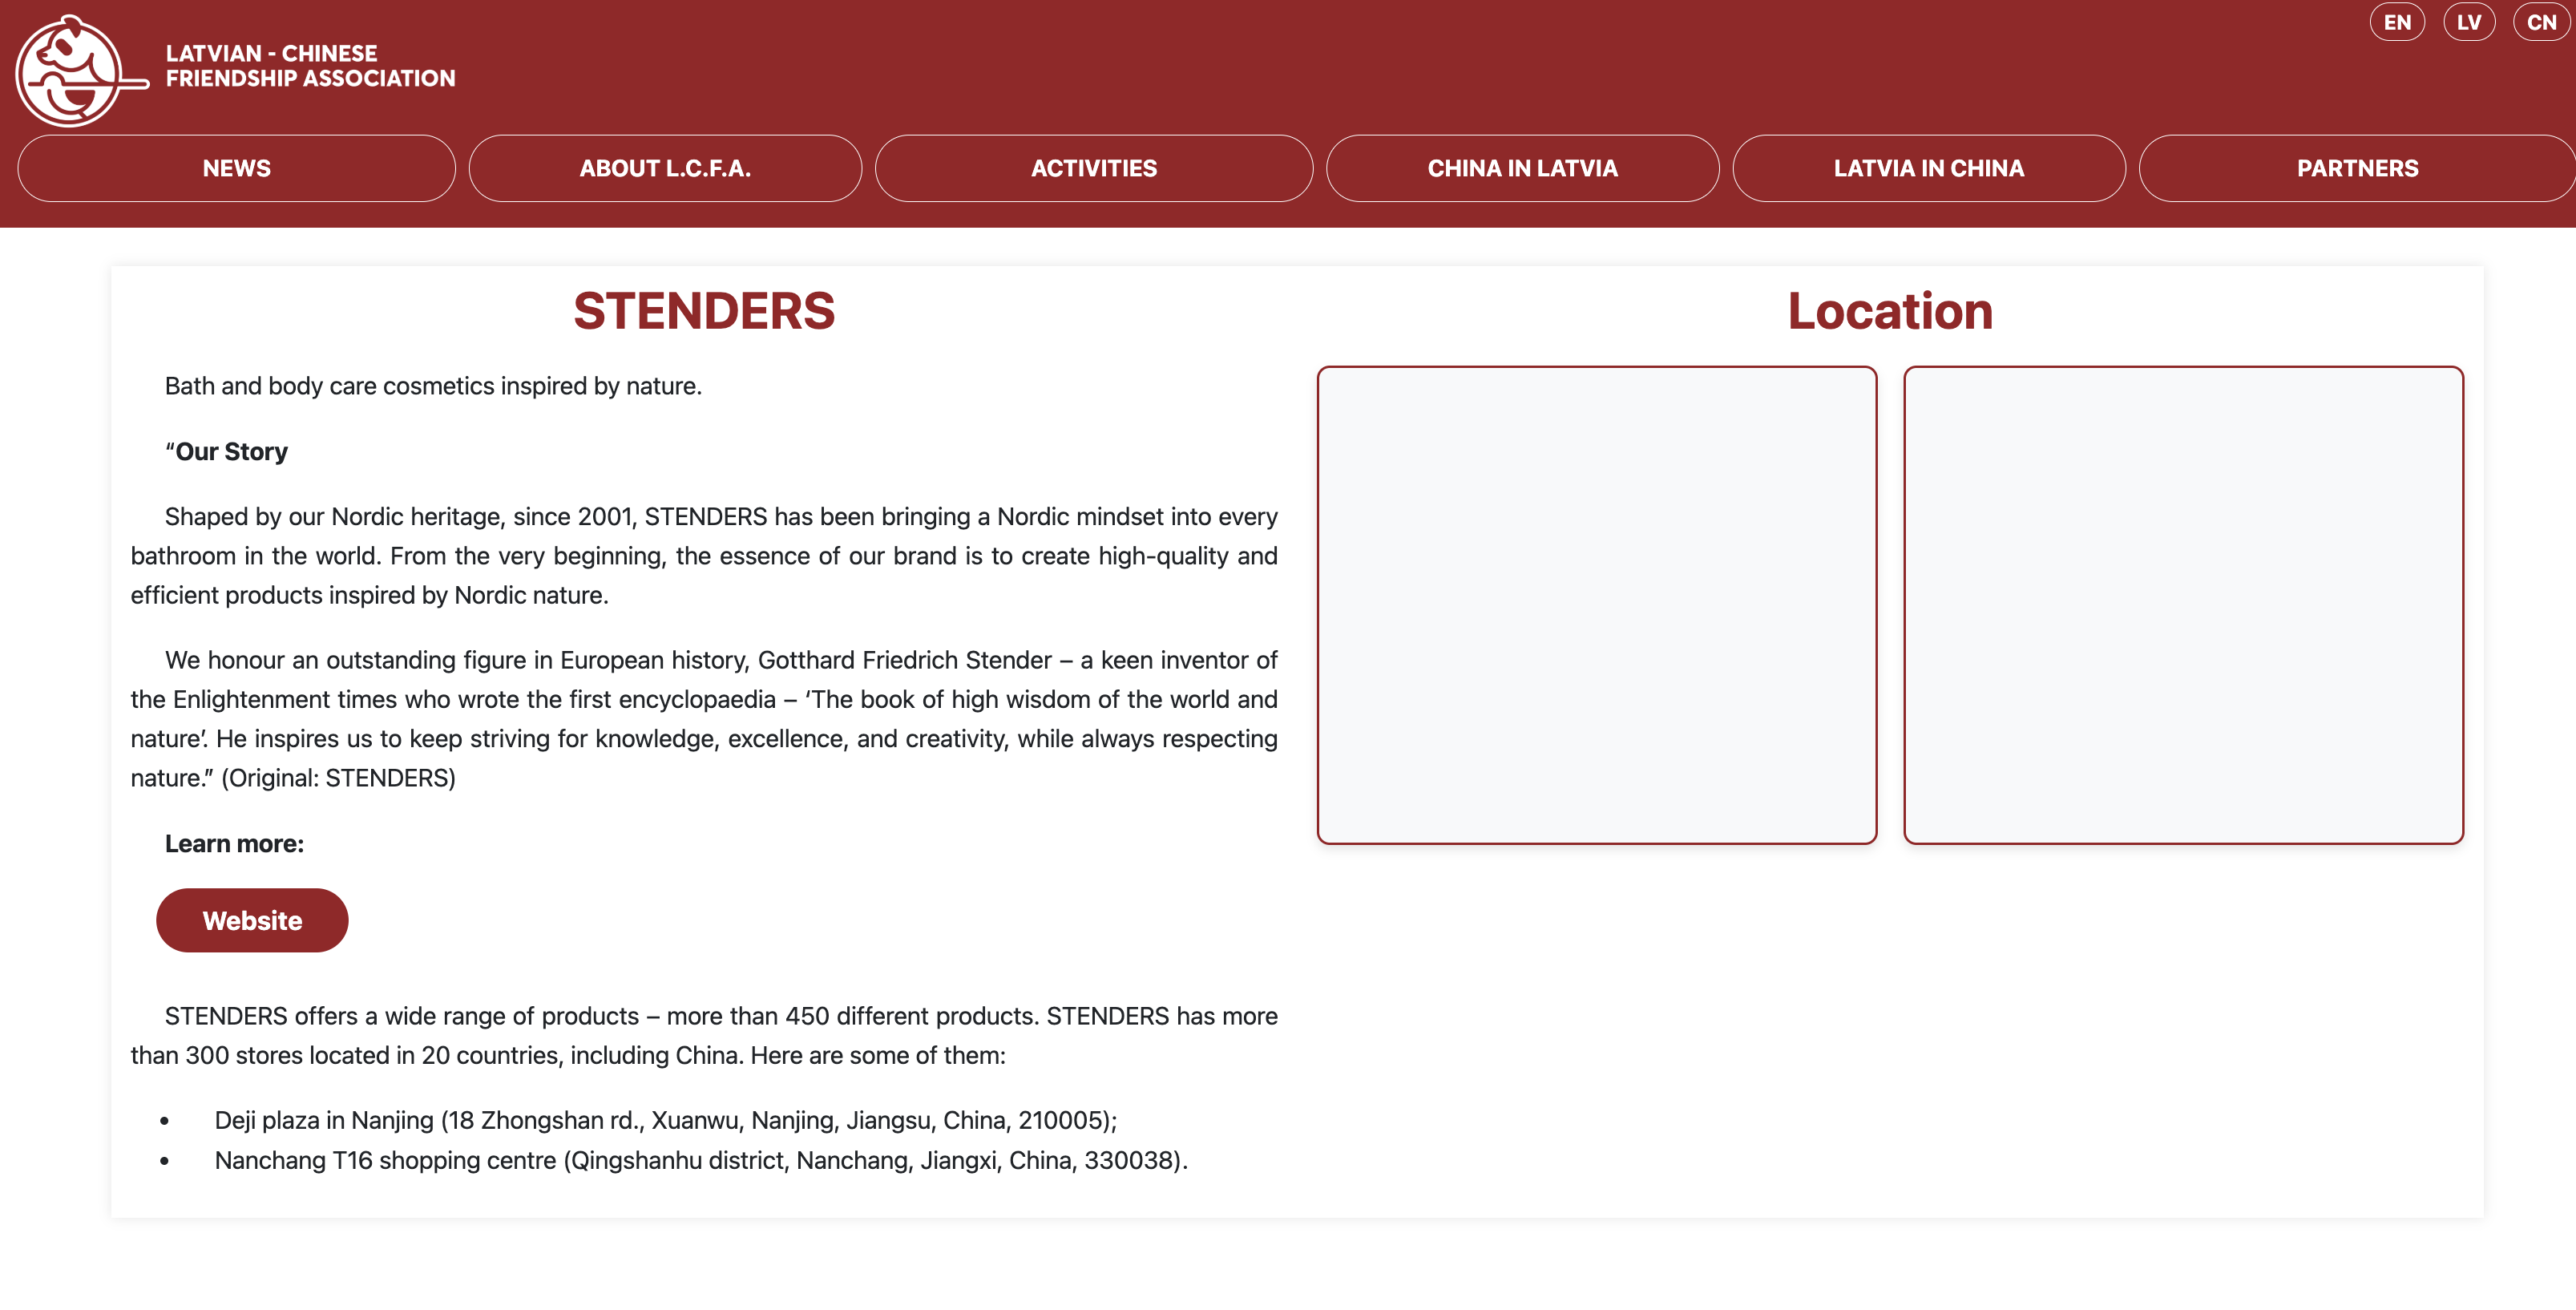 LATVIAN - CHINESE
FRIENDSHIP ASSOCIATION
EN LV CN
NEWS ABOUT L.C.F.A. ACTIVITIES CHINA IN LATVIA LATVIA IN CHINA PARTNERS
STENDERS
Bath and body care cosmetics inspired by nature.
“Our Story
Shaped by our Nordic heritage, since 2001, STENDERS has been bringing a Nordic mindset into every
bathroom in the world. From the very beginning, the essence of our brand is to create high-quality and
efficient products inspired by Nordic nature.
We honour an outstanding figure in European history, Gotthard Friedrich Stender – a keen inventor of
the Enlightenment times who wrote the first encyclopaedia – ‘The book of high wisdom of the world and
nature’. He inspires us to keep striving for knowledge, excellence, and creativity, while always respecting
nature.” (Original: STENDERS)
Learn more:
Website
STENDERS offers a wide range of products – more than 450 different products. STENDERS has more
than 300 stores located in 20 countries, including China. Here are some of them:
• Deji plaza in Nanjing (18 Zhongshan rd., Xuanwu, Nanjing, Jiangsu, China, 210005);
• Nanchang T16 shopping centre (Qingshanhu district, Nanchang, Jiangxi, China, 330038).
Location